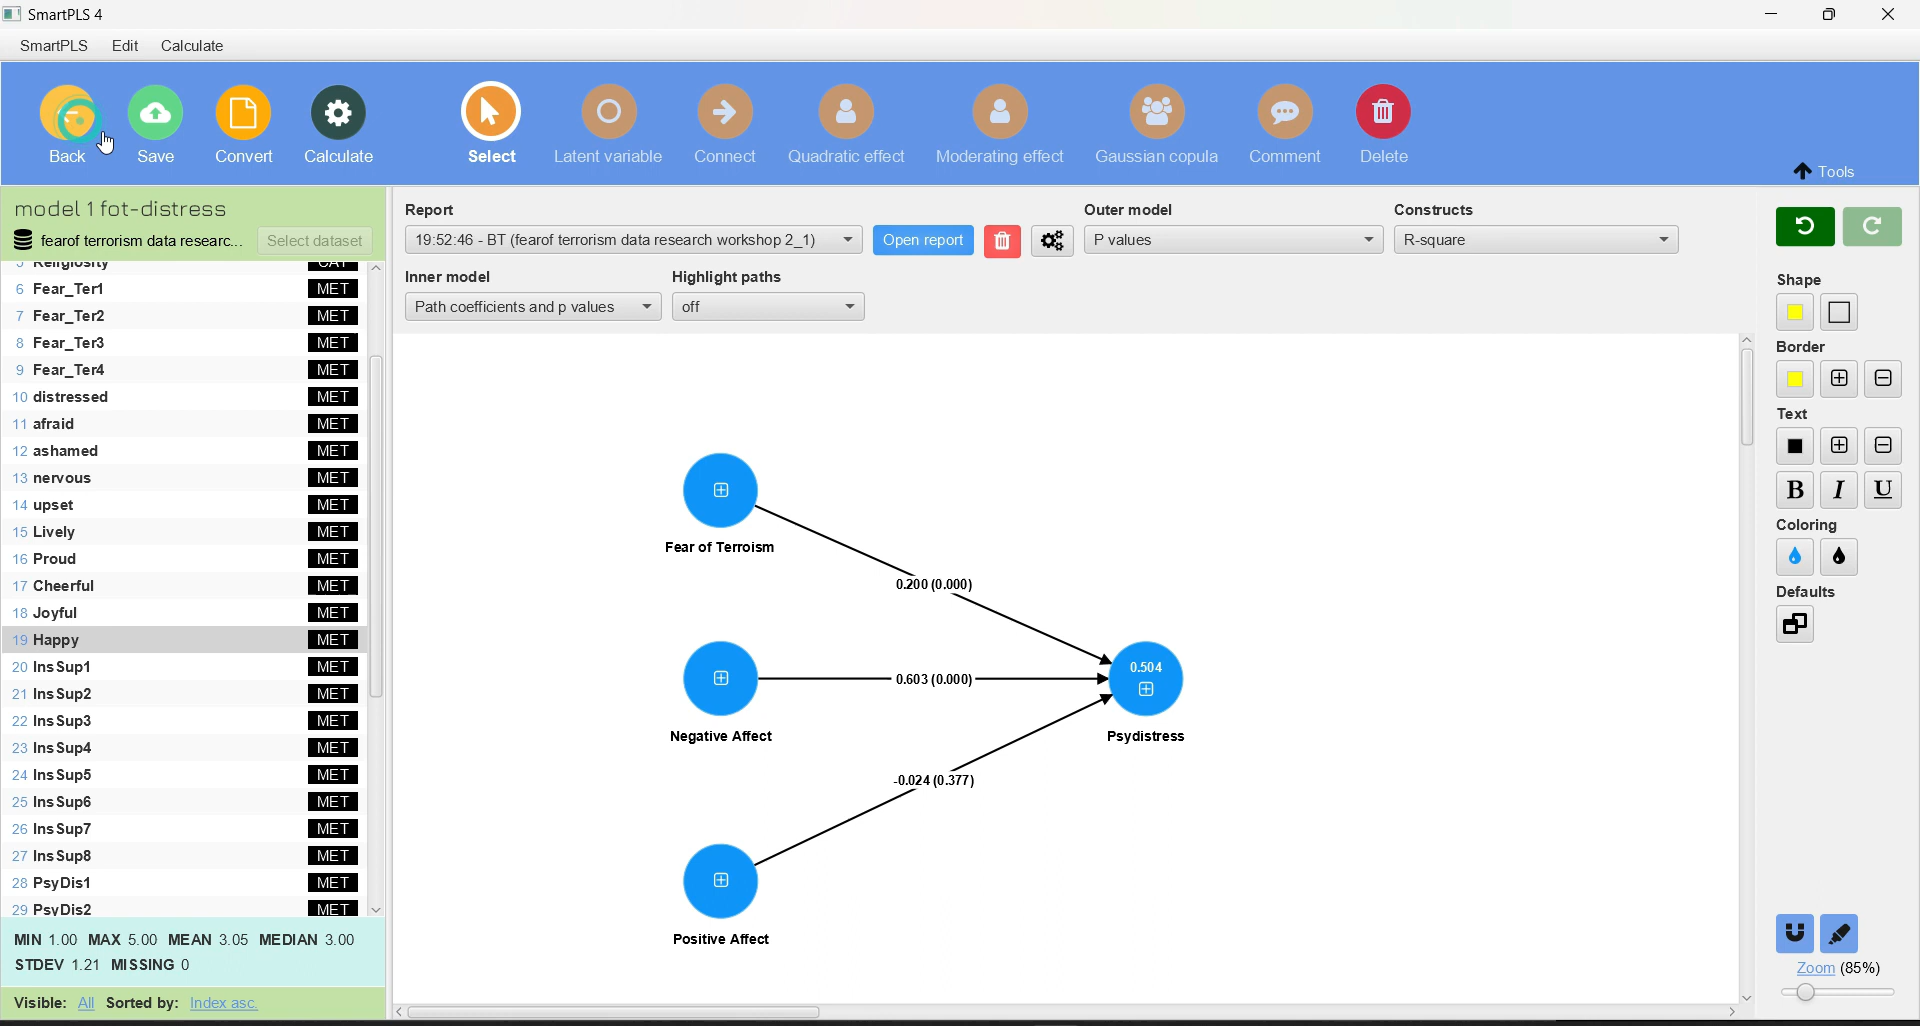 SmartPLS 4
SmartPLS Edit Calculate
Back Save Convert Calculate Select Latent variable Connect Quadratic effect Moderating effect Gaussian copula Comment Delete
Tools
model 1 fot-distress
fearof terrorism data researc... Select dataset
5 Religiosity CAT
6 Fear_Ter1 MET
7 Fear_Ter2 MET
8 Fear_Ter3 MET
9 Fear_Ter4 MET
10 distressed MET
11 afraid MET
12 ashamed MET
13 nervous MET
14 upset MET
15 Lively MET
16 Proud MET
17 Cheerful MET
18 Joyful MET
19 Happy MET
20 InsSup1 MET
21 InsSup2 MET
22 InsSup3 MET
23 InsSup4 MET
24 InsSup5 MET
25 InsSup6 MET
26 InsSup7 MET
27 InsSup8 MET
28 PsyDis1 MET
29 PsyDis2 MET
MIN 1.00 MAX 5.00 MEAN 3.05 MEDIAN 3.00
STDEV 1.21 MISSING 0
Visible: All Sorted by: Index asc.
Report
19:52:46 - BT (fearof terrorism data research workshop 2_1)
Open report
Outer model
P values
Constructs
R-square
Inner model
Path coefficients and p values
Highlight paths
off
Fear of Terroism
0.200 (0.000)
Negative Affect
0.603 (0.000)
0.504
Psydistress
-0.024 (0.377)
Positive Affect
Shape
Border
Text
B I U
Coloring
Defaults
Zoom (85%)